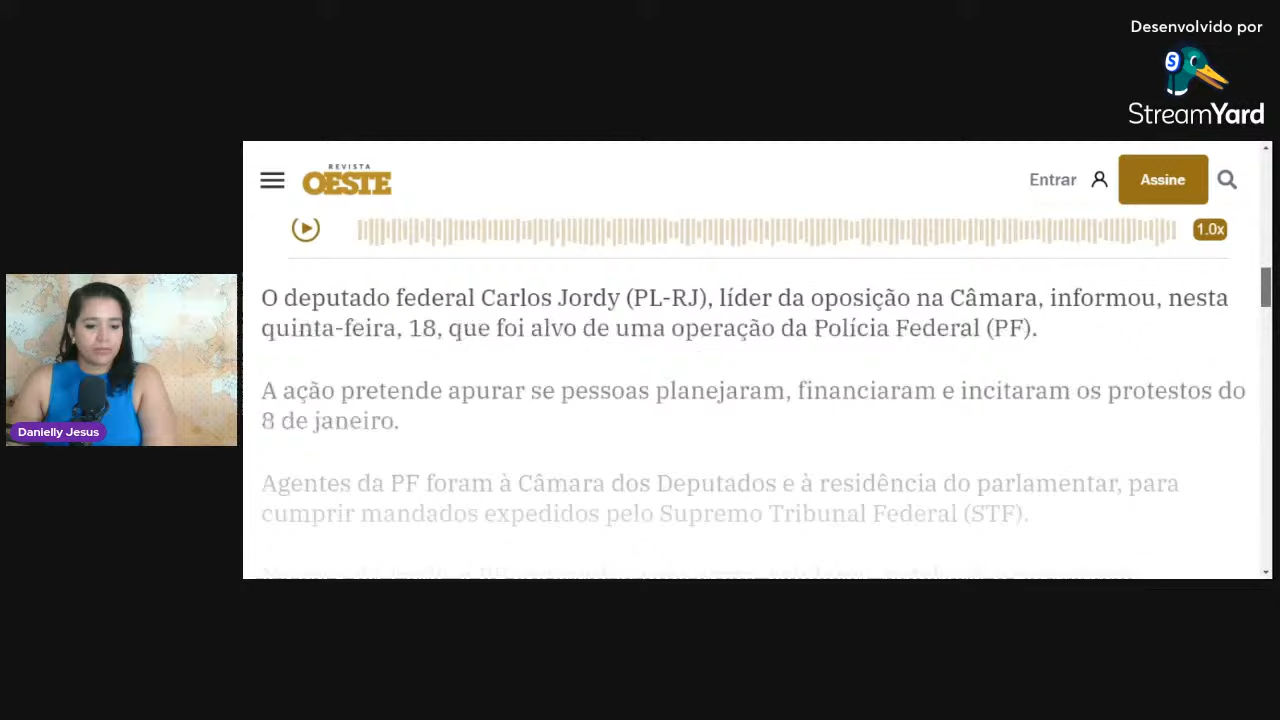 Desenvolvido por
StreamYard
REVISTA
OESTE
Entrar
Assine
1.0x
O deputado federal Carlos Jordy (PL-RJ), líder da oposição na Câmara, informou, nesta
quinta-feira, 18, que foi alvo de uma operação da Polícia Federal (PF).
A ação pretende apurar se pessoas planejaram, financiaram e incitaram os protestos do
8 de janeiro.
Agentes da PF foram à Câmara dos Deputados e à residência do parlamentar, para
cumprir mandados expedidos pelo Supremo Tribunal Federal (STF).
Danielly Jesus